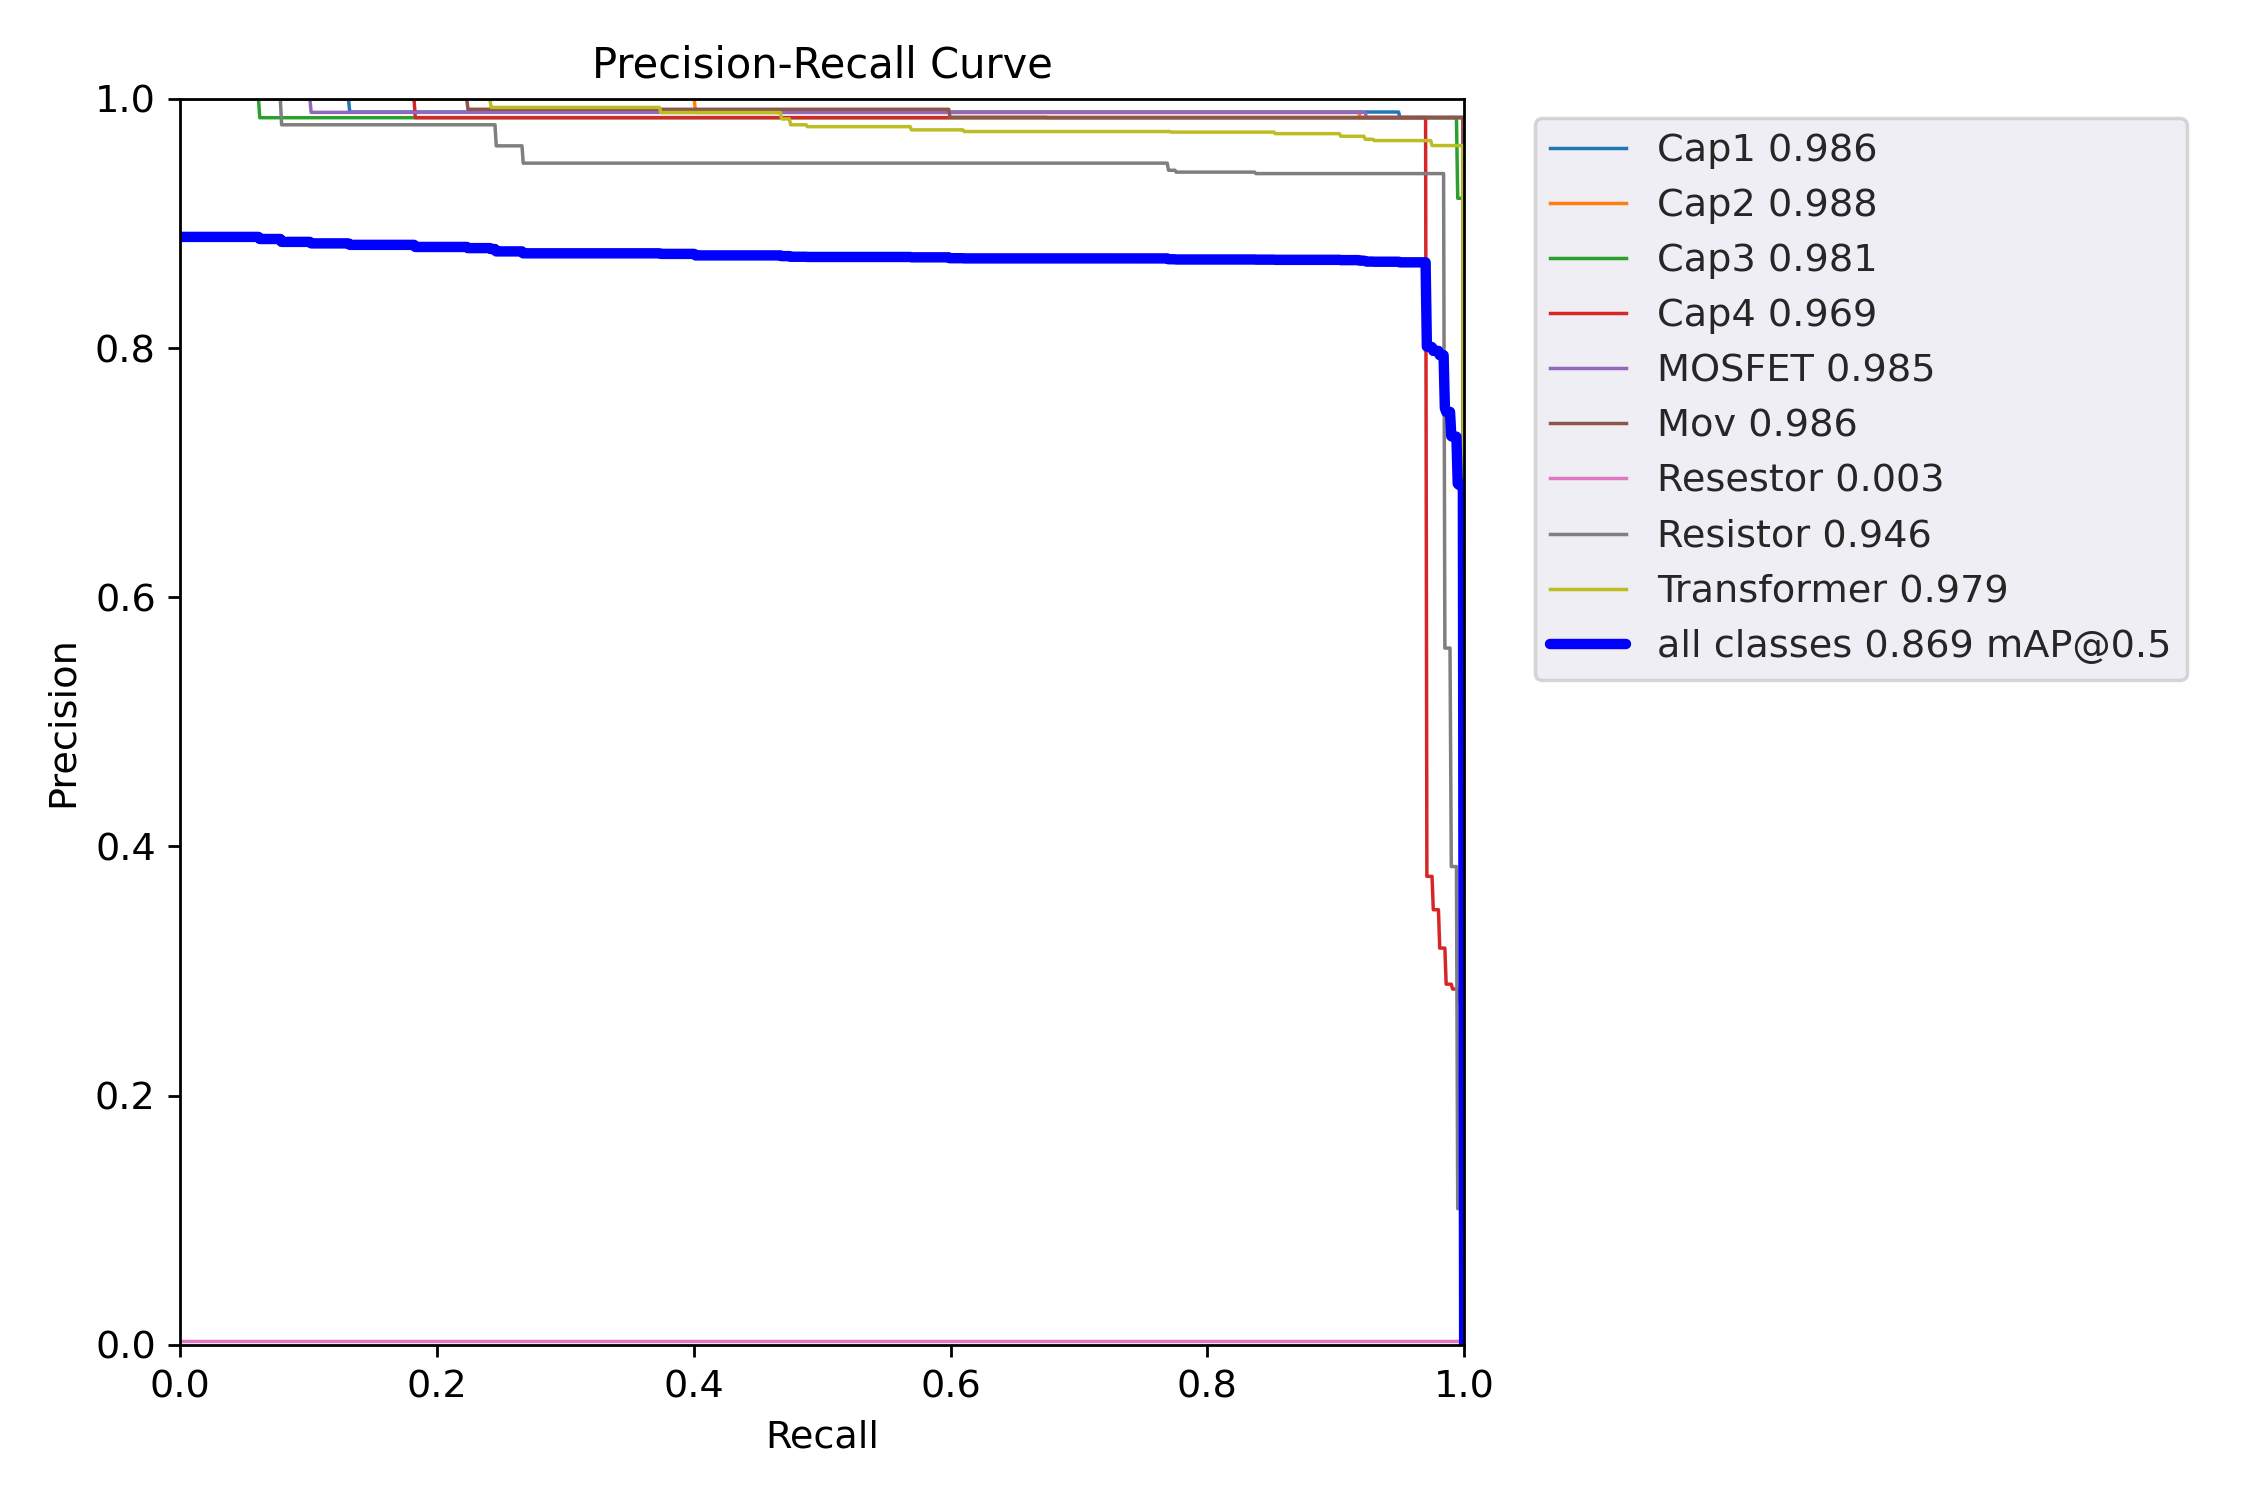 Precision-Recall Curve
1.0
0.8
0.6
0.4
0.2
0.0
Precision
0.0 0.2 0.4 0.6 0.8 1.0
Recall
Cap1 0.986
Cap2 0.988
Cap3 0.981
Cap4 0.969
MOSFET 0.985
Mov 0.986
Resestor 0.003
Resistor 0.946
Transformer 0.979
all classes 0.869 mAP@0.5